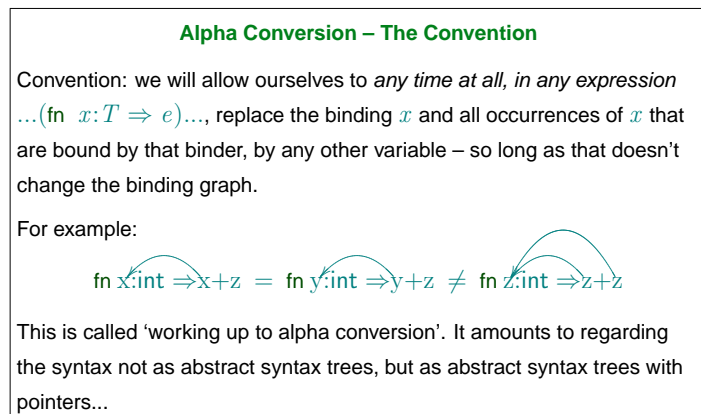 Alpha Conversion – The Convention
Convention: we will allow ourselves to any time at all, in any expression
...(fn x:T ⇒ e)..., replace the binding x and all occurrences of x that
are bound by that binder, by any other variable – so long as that doesn't
change the binding graph.
For example:
fn x:int ⇒x+z = fn y:int ⇒y+z ≠ fn z:int ⇒z+z
This is called 'working up to alpha conversion'. It amounts to regarding
the syntax not as abstract syntax trees, but as abstract syntax trees with
pointers...